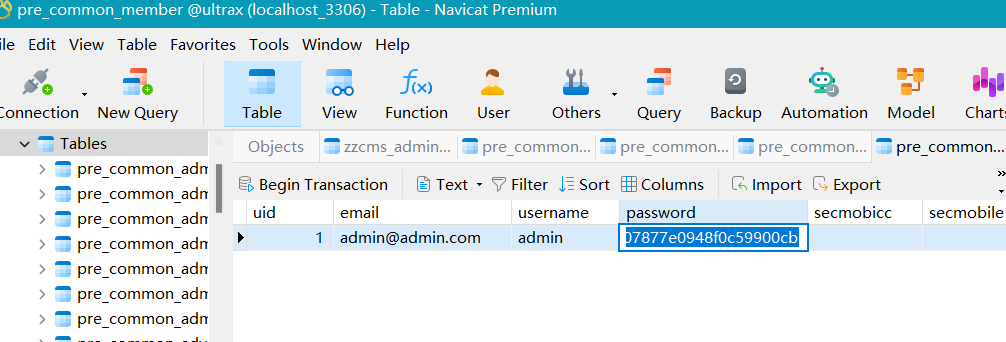 pre_common_member @ultrax (localhost_3306) - Table - Navicat Premium
Edit View Table Favorites Tools Window Help
Connection New Query Table View Function User Others Query Backup Automation Model Charts
Tables
Objects zzcms_admin... pre_common... pre_common... pre_common... pre_common...
pre_common_adm
Begin Transaction Text Filter Sort Columns Import Export
pre_common_adm
uid email username password secmobicc secmobile
pre_common_adm
1 admin@admin.com admin 07877e0948f0c59900cb
pre_common_adm
pre_common_adm
pre_common_adm
pre_common_adm